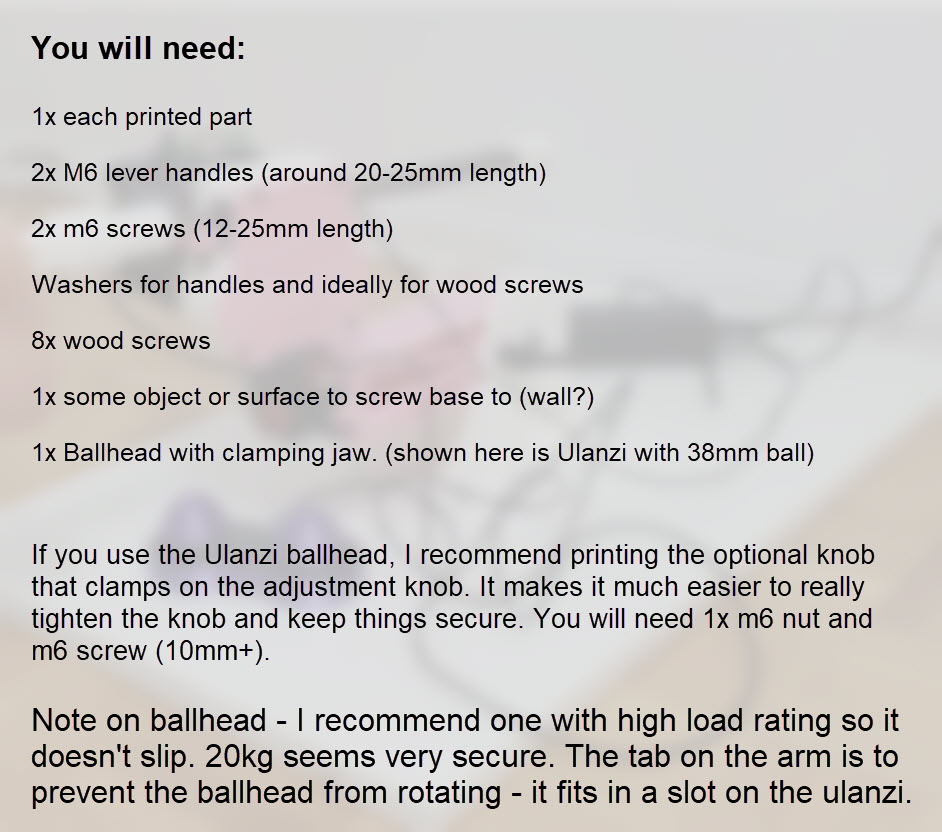 You will need:
1x each printed part
2x M6 lever handles (around 20-25mm length)
2x m6 screws (12-25mm length)
Washers for handles and ideally for wood screws
8x wood screws
1x some object or surface to screw base to (wall?)
1x Ballhead with clamping jaw. (shown here is Ulanzi with 38mm ball)
If you use the Ulanzi ballhead, I recommend printing the optional knob
that clamps on the adjustment knob. It makes it much easier to really
tighten the knob and keep things secure. You will need 1x m6 nut and
m6 screw (10mm+).
Note on ballhead - I recommend one with high load rating so it
doesn't slip. 20kg seems very secure. The tab on the arm is to
prevent the ballhead from rotating - it fits in a slot on the ulanzi.